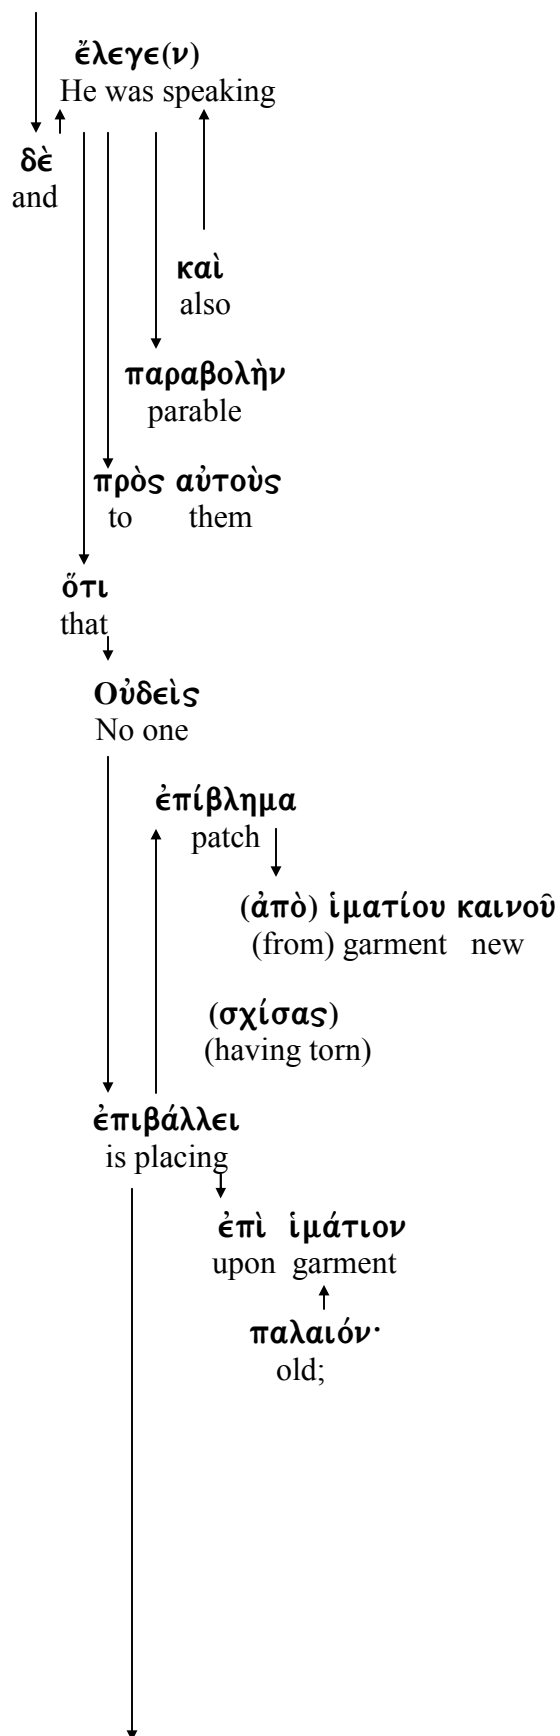 ἔλεγε(ν)
He was speaking
δὲ
and
καὶ
also
παραβολὴν
parable
πρὸς αὐτοὺς
to them
ὅτι
that
Οὐδεὶς
No one
ἐπίβλημα
patch
(ἀπὸ) ἱματίου καινοῦ
(from) garment new
(σχίσας)
(having torn)
ἐπιβάλλει
is placing
ἐπὶ ἱμάτιον
upon garment
παλαιόν·
old;